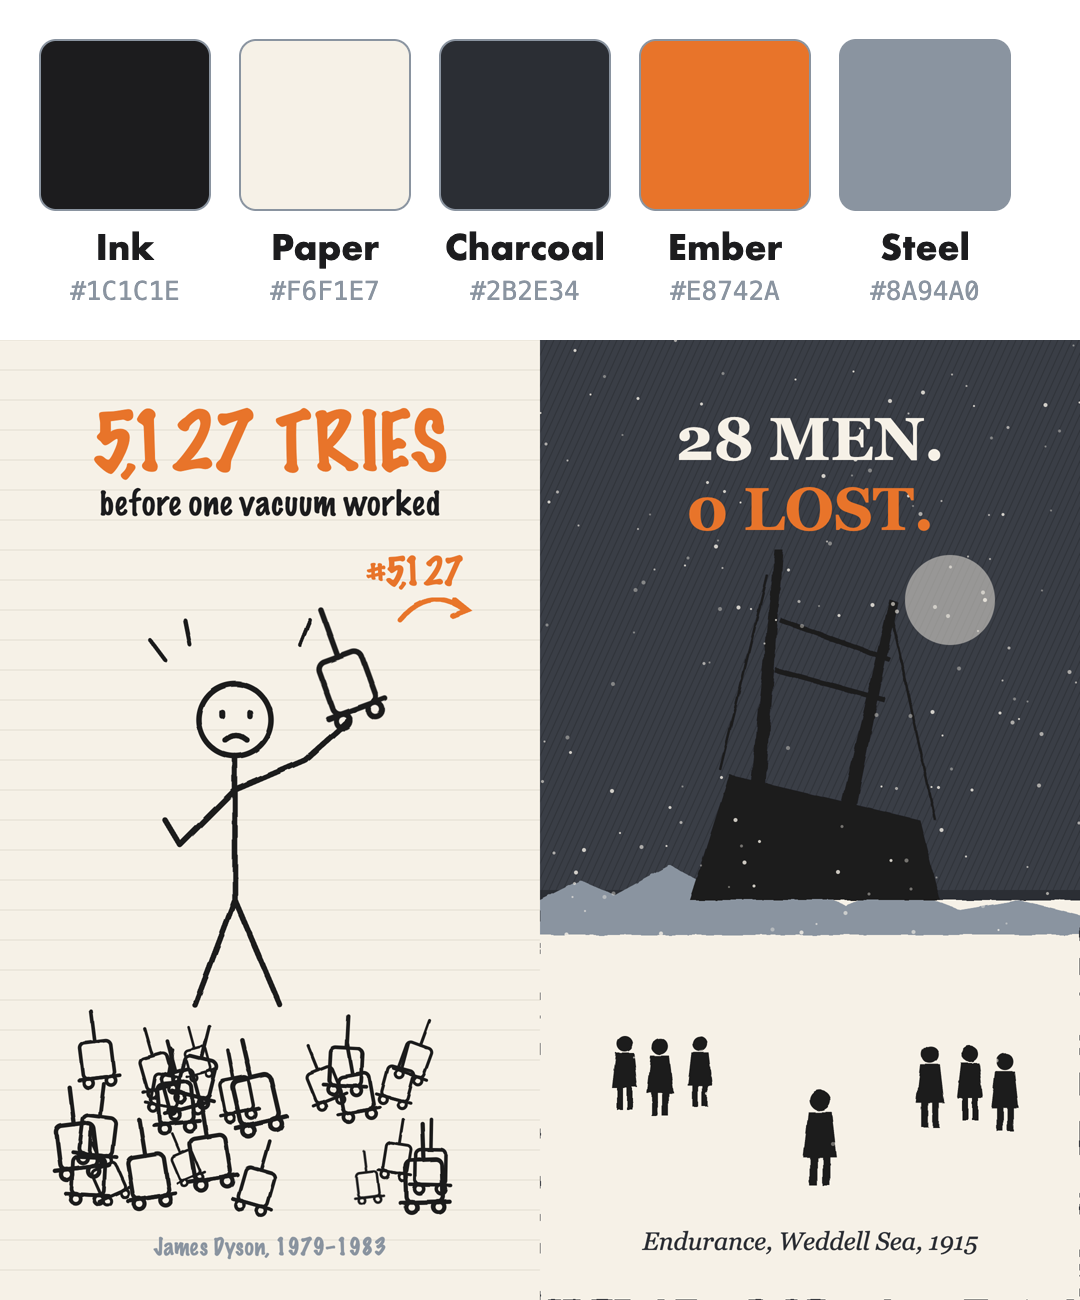 Ink
Paper
Charcoal
Ember
Steel
#1C1C1E
#F6F1E7
#2B2E34
#E8742A
#8A94A0
5,127 TRIES
before one vacuum worked
#5,127
James Dyson, 1979–1983
28 MEN.
0 LOST.
Endurance, Weddell Sea, 1915